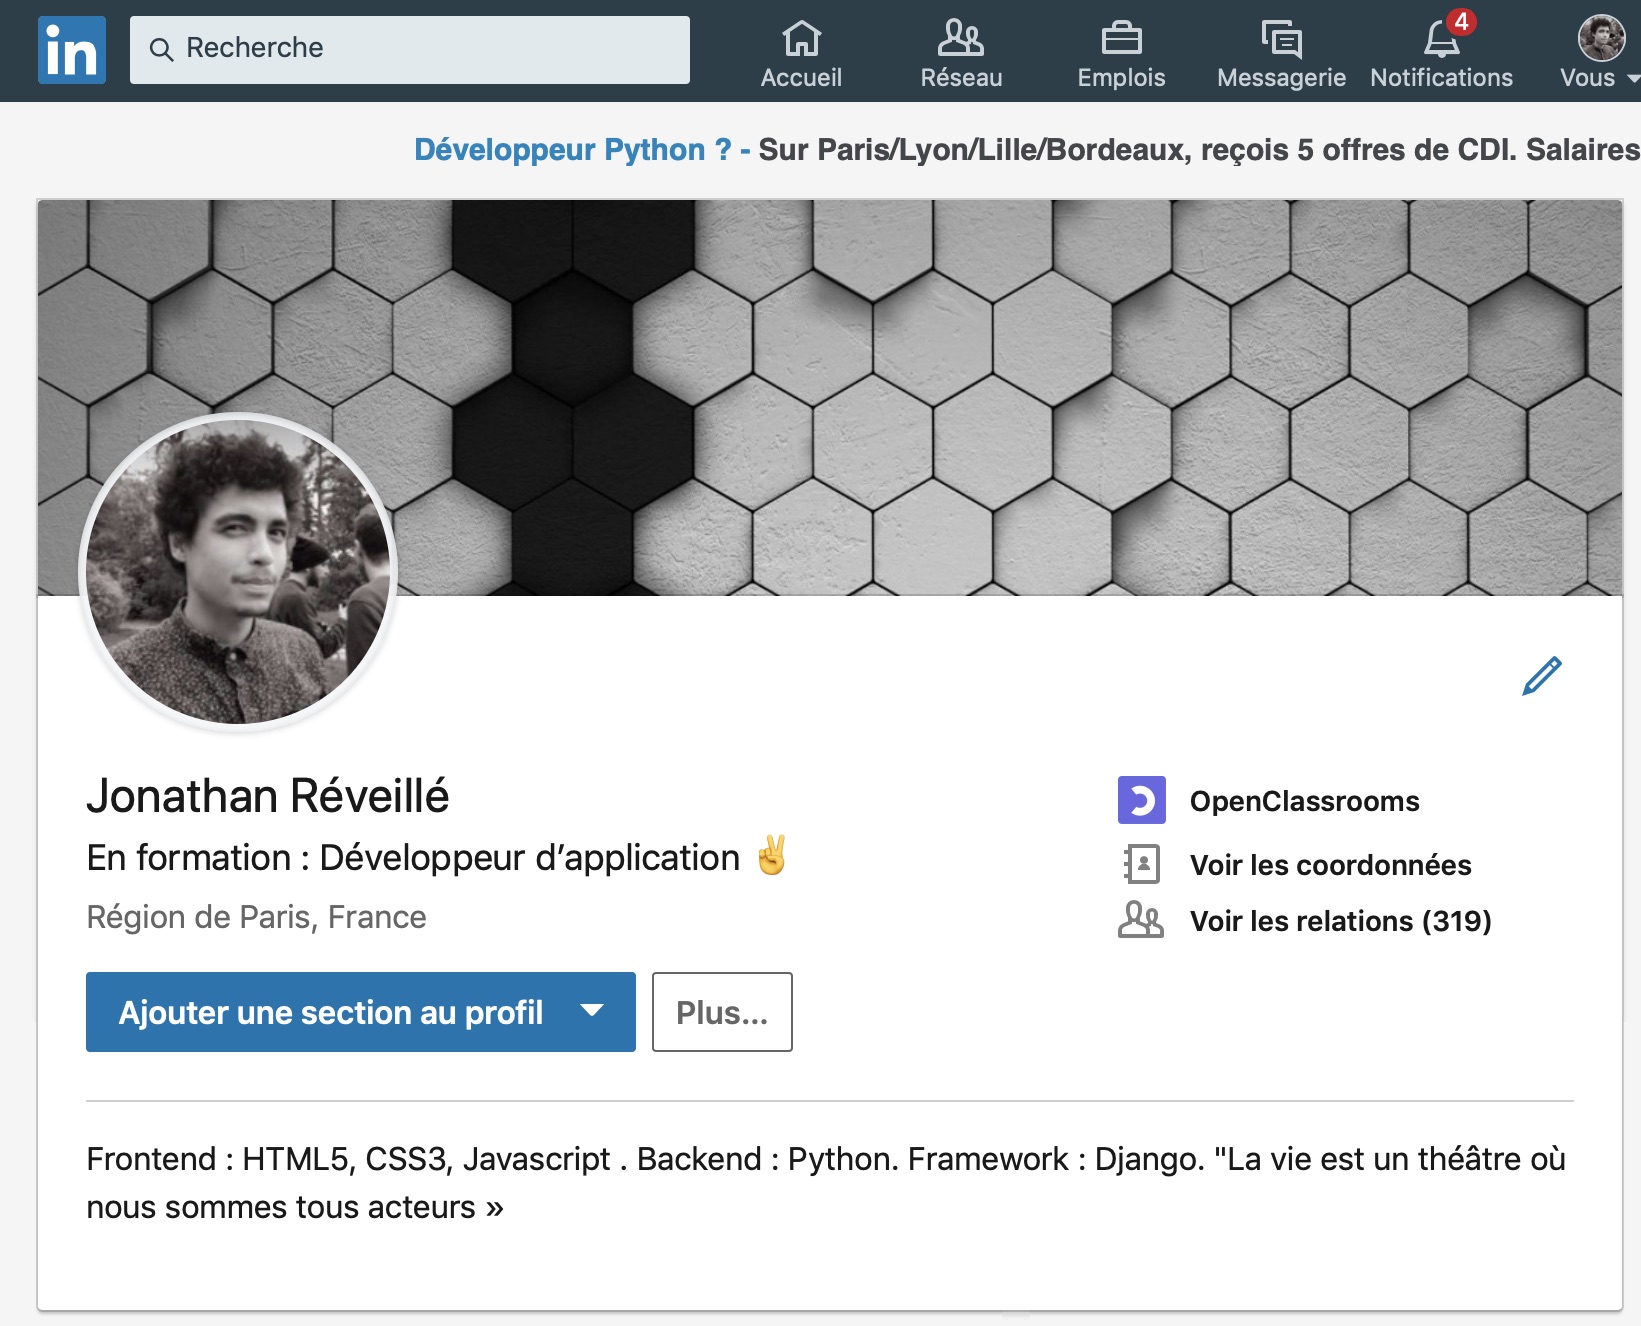 in
Recherche
Accueil
Réseau
Emplois
Messagerie
4
Notifications
Vous
Développeur Python ? - Sur Paris/Lyon/Lille/Bordeaux, reçois 5 offres de CDI. Salaires
Jonathan Réveillé
En formation : Développeur d’application ✌️
Région de Paris, France
OpenClassrooms
Voir les coordonnées
Voir les relations (319)
Ajouter une section au profil
Plus...
Frontend : HTML5, CSS3, Javascript . Backend : Python. Framework : Django. "La vie est un théâtre où
nous sommes tous acteurs »